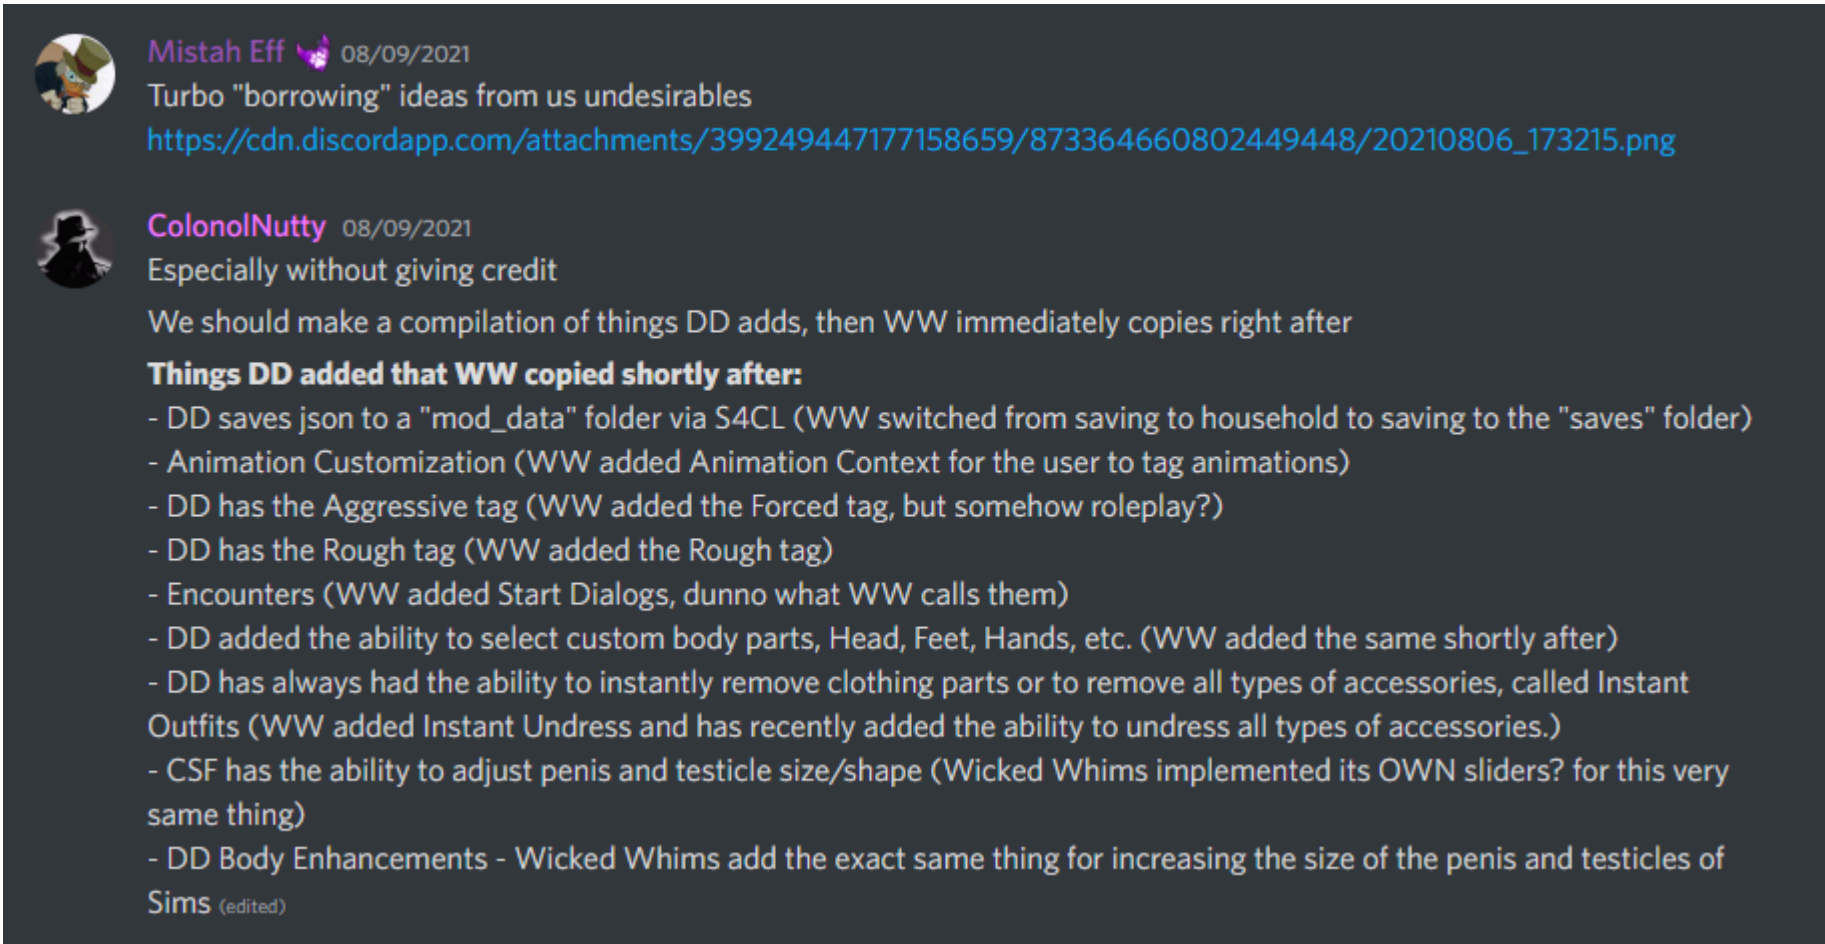 Mistah Eff 08/09/2021
Turbo "borrowing" ideas from us undesirables
https://cdn.discordapp.com/attachments/399249447177158659/873364660802449448/20210806_173215.png
ColonolNutty 08/09/2021
Especially without giving credit
We should make a compilation of things DD adds, then WW immediately copies right after
Things DD added that WW copied shortly after:
- DD saves json to a "mod_data" folder via S4CL (WW switched from saving to household to saving to the "saves" folder)
- Animation Customization (WW added Animation Context for the user to tag animations)
- DD has the Aggressive tag (WW added the Forced tag, but somehow roleplay?)
- DD has the Rough tag (WW added the Rough tag)
- Encounters (WW added Start Dialogs, dunno what WW calls them)
- DD added the ability to select custom body parts, Head, Feet, Hands, etc. (WW added the same shortly after)
- DD has always had the ability to instantly remove clothing parts or to remove all types of accessories, called Instant
Outfits (WW added Instant Undress and has recently added the ability to undress all types of accessories.)
- CSF has the ability to adjust penis and testicle size/shape (Wicked Whims implemented its OWN sliders? for this very
same thing)
- DD Body Enhancements - Wicked Whims add the exact same thing for increasing the size of the penis and testicles of
Sims (edited)